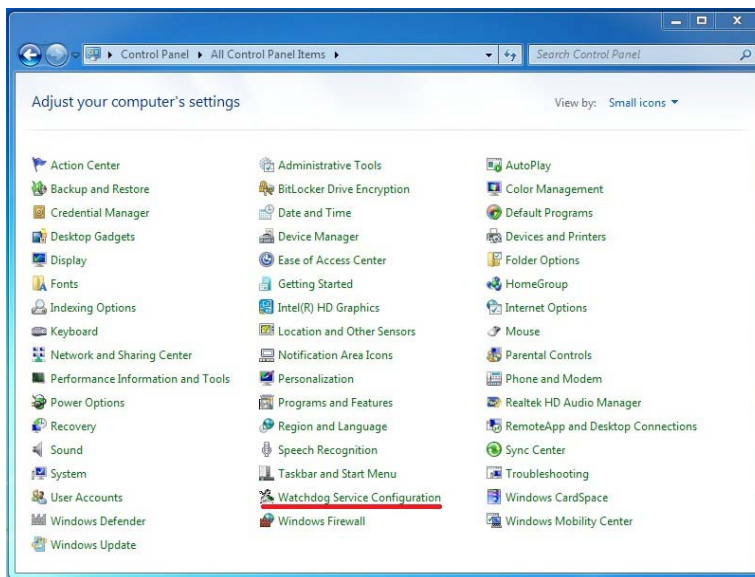 Control Panel All Control Panel Items
Search Control Panel
Adjust your computer's settings
View by: Small icons
Action Center Administrative Tools AutoPlay
Backup and Restore BitLocker Drive Encryption Color Management
Credential Manager Date and Time Default Programs
Desktop Gadgets Device Manager Devices and Printers
Display Ease of Access Center Folder Options
Fonts Getting Started HomeGroup
Indexing Options Intel(R) HD Graphics Internet Options
Keyboard Location and Other Sensors Mouse
Network and Sharing Center Notification Area Icons Parental Controls
Performance Information and Tools Personalization Phone and Modem
Power Options Programs and Features Realtek HD Audio Manager
Recovery Region and Language RemoteApp and Desktop Connections
Sound Speech Recognition Sync Center
System Taskbar and Start Menu Troubleshooting
User Accounts Watchdog Service Configuration Windows CardSpace
Windows Defender Windows Firewall Windows Mobility Center
Windows Update